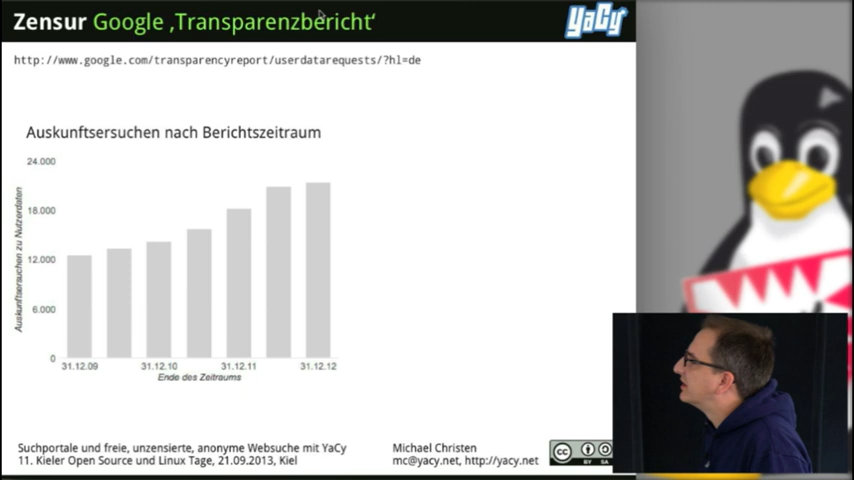 Zensur Google ‚Transparenzbericht‘
YaCy
http://www.google.com/transparencyreport/userdatarequests/?hl=de
Auskunftsersuchen nach Berichtszeitraum
24.000
18.000
12.000
6.000
0
Auskunftsersuchen zu Nutzerdaten
31.12.09 31.12.10 31.12.11 31.12.12
Ende des Zeitraums
Suchportale und freie, unzensierte, anonyme Websuche mit YaCy
11. Kieler Open Source und Linux Tage, 21.09.2013, Kiel
Michael Christen
mc@yacy.net, http://yacy.net
cc
BY SA